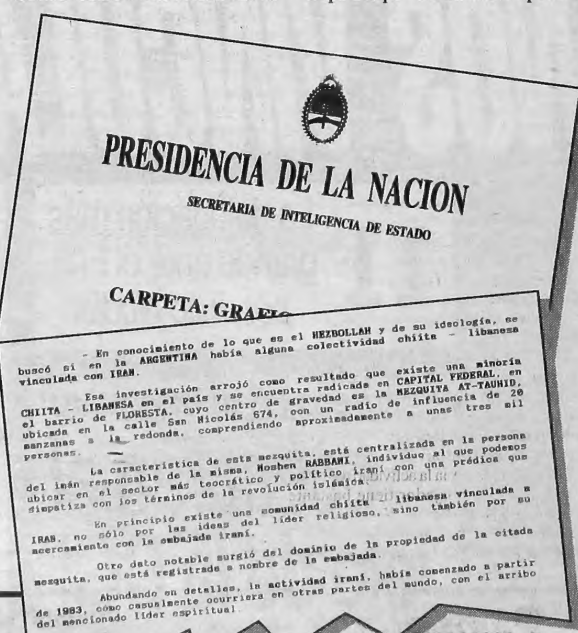 PRESIDENCIA DE LA NACION
SECRETARIA DE INTELIGENCIA DE ESTADO
CARPETA:
- En conocimiento de lo que es el HEZBOLLAH y de su ideología, se
buscó si en la ARGENTINA había alguna colectividad chiita - libanesa
vinculada con IRAN.
Esa investigación arrojó como resultado que existe una minoría
CHIITA - LIBANESA en el país y se encuentra radicada en CAPITAL FEDERAL, en
el barrio de FLORESTA, cuyo centro de gravedad es la MEZQUITA AT-TAUHID,
ubicada en la calle San Nicolás 674, con un radio de influencia de 20
manzanas a la redonda, comprendiendo aproximadamente a unas tres mil
personas.
La característica de esta mezquita, está centralizada en la persona
del imán responsable de la misma, Moshen RABBANI, individuo al que podemos
ubicar en el sector más teocrático y político iraní con una prédica que
simpatiza con los términos de la revolución islámica.
En principio existe una comunidad chiita - libanesa vinculada a
IRAN, no sólo por las ideas del líder religioso, sino también por su
acercamiento con la embajada iraní.
Otro dato notable surgió del dominio de la propiedad de la citada
mezquita, que está registrada a nombre de la embajada.
Abundando en detalles, la actividad iraní, había comenzado a partir
de 1983, como casualmente ocurriera en otras partes del mundo, con el arribo
del mencionado líder espiritual.